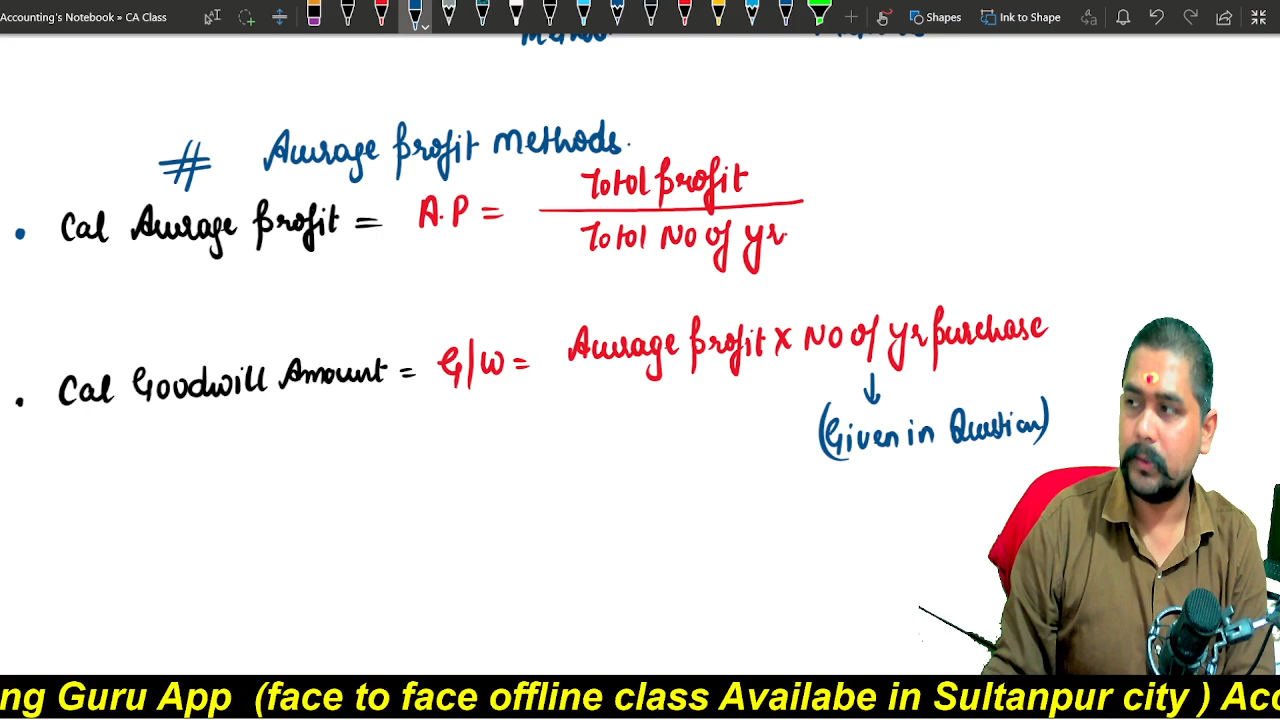 Accounting's Notebook » CA Class
Shapes
Ink to Shape
# Average profit methods.
• Cal Average profit = A.P = Total profit / Total No of yr
• Cal Goodwill Amount = G/W = Average profit x No of yr purchase
↓
(Given in Question)
ng Guru App (face to face offline class Availabe in Sultanpur city ) Acc